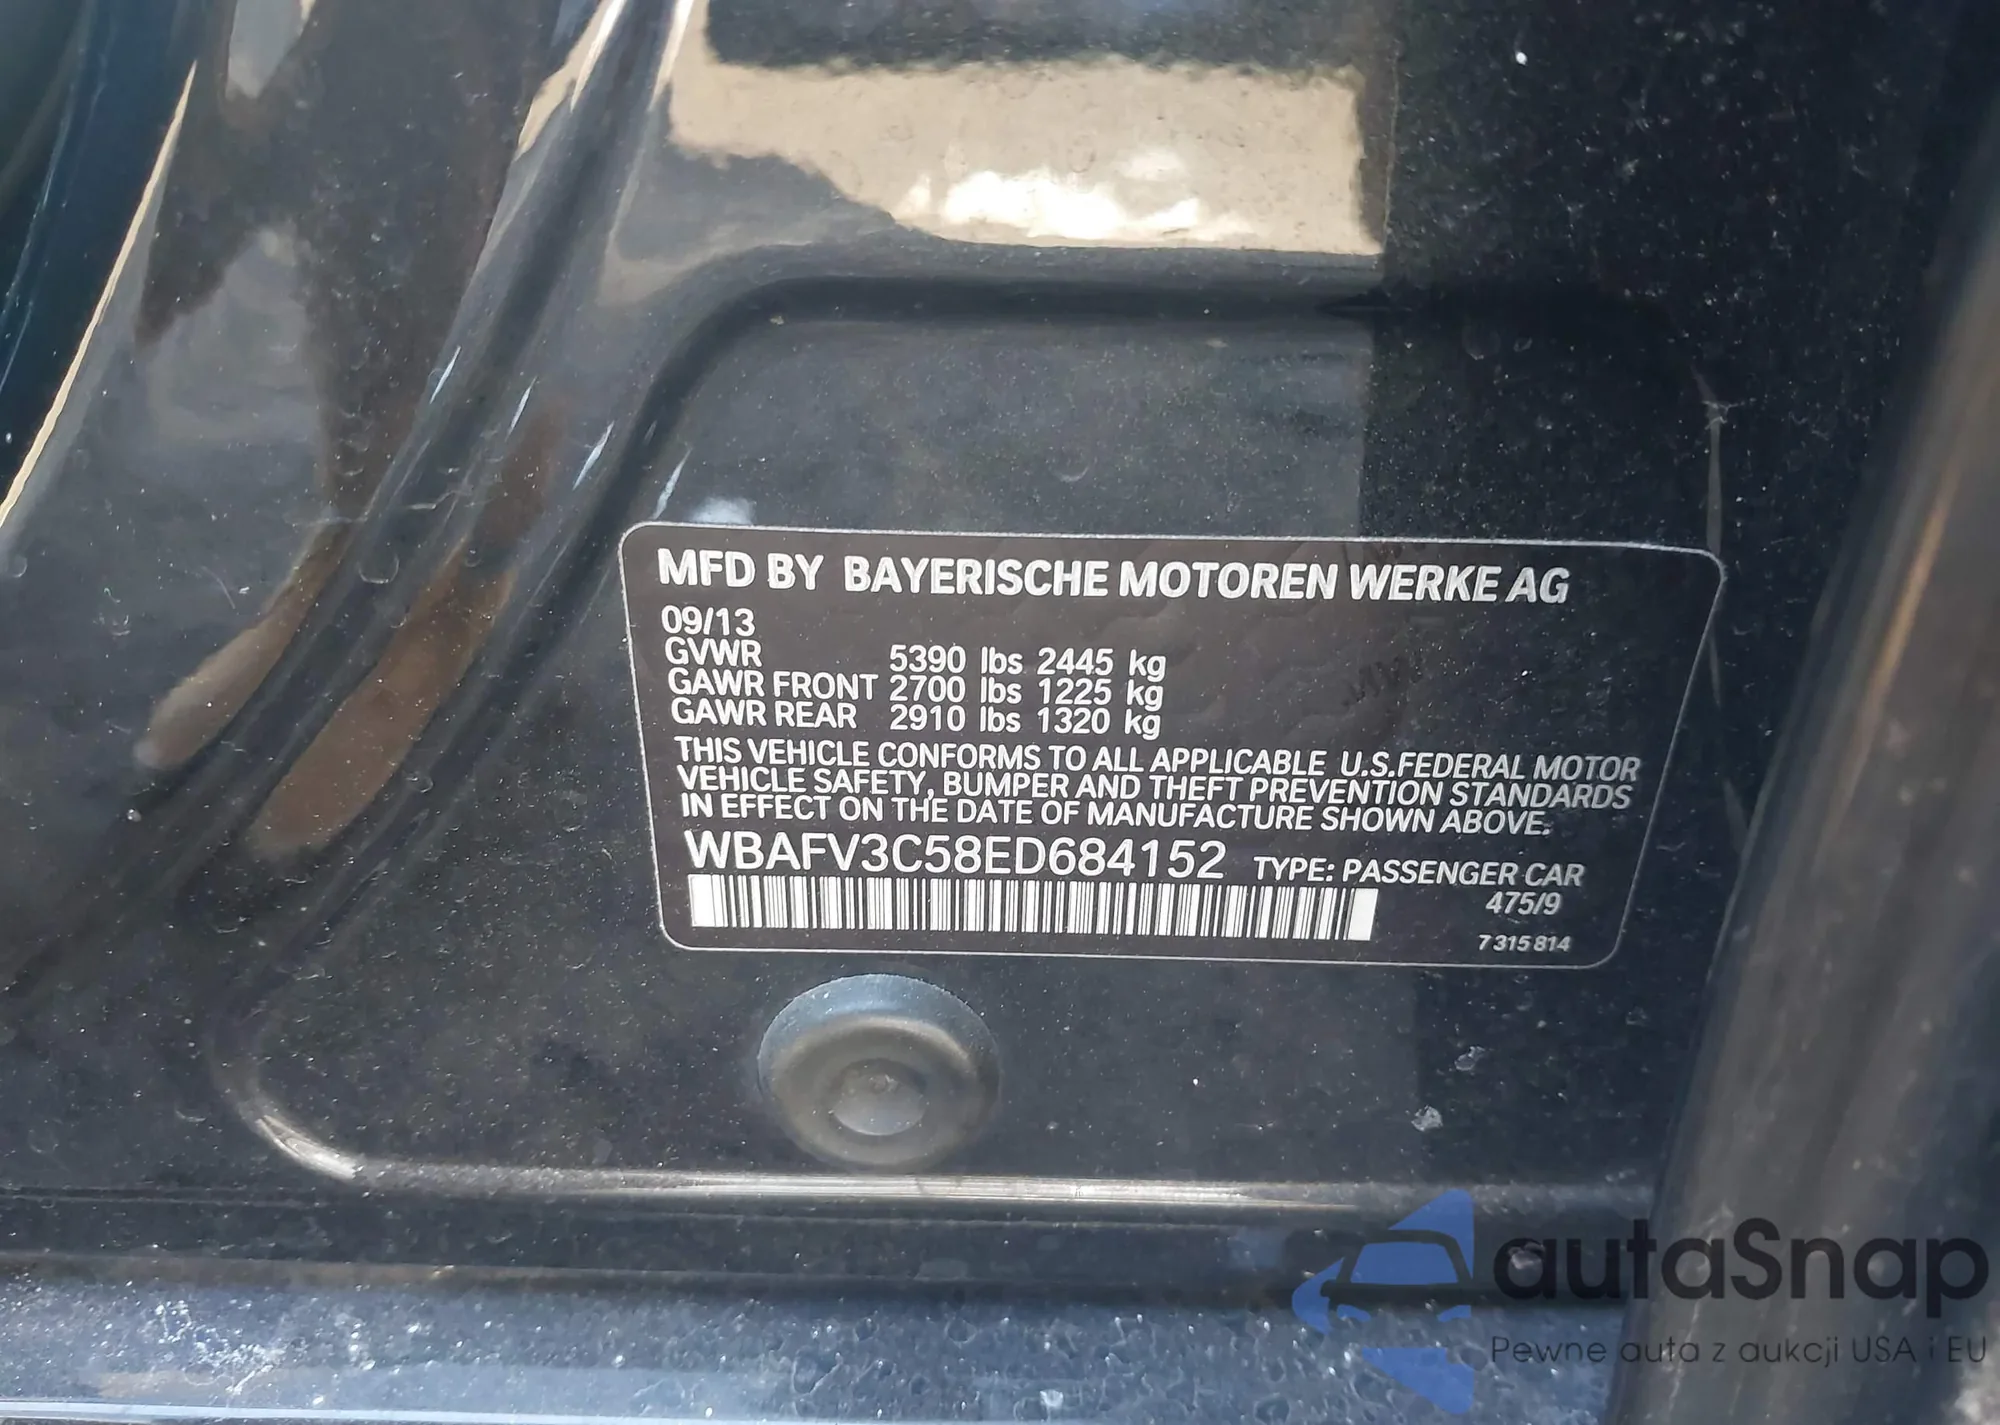 MFD BY BAYERISCHE MOTOREN WERKE AG
09/13
GVWR 5390 lbs 2445 kg
GAWR FRONT 2700 lbs 1225 kg
GAWR REAR 2910 lbs 1320 kg
THIS VEHICLE CONFORMS TO ALL APPLICABLE U.S.FEDERAL MOTOR
VEHICLE SAFETY, BUMPER AND THEFT PREVENTION STANDARDS
IN EFFECT ON THE DATE OF MANUFACTURE SHOWN ABOVE.
WBAFV3C58ED684152 TYPE: PASSENGER CAR
475/9
7 315 814
autaSnap
Pewne auta z aukcji USA i EU